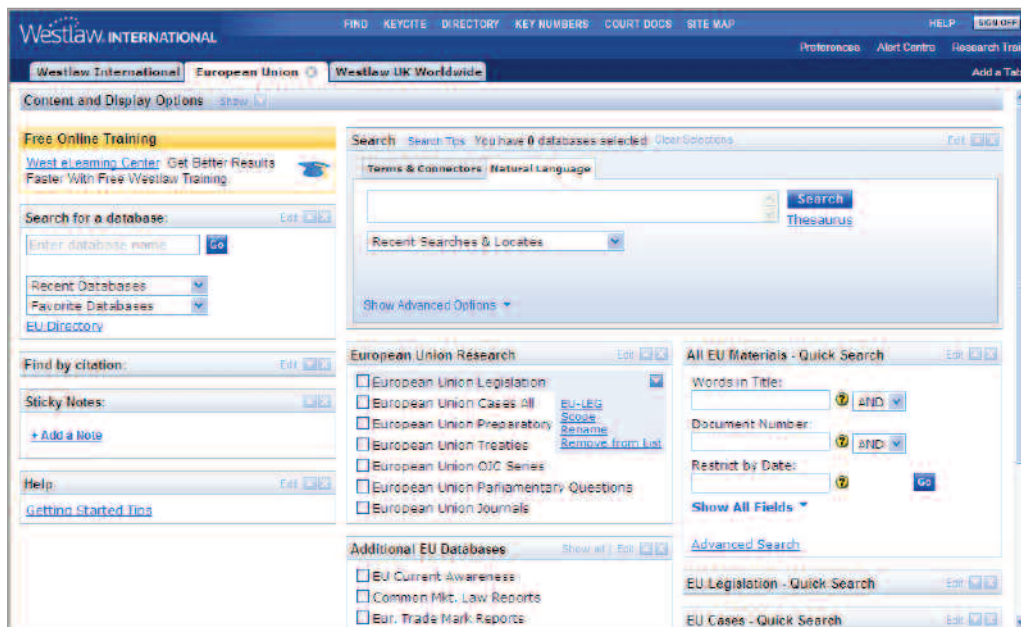 Westlaw. INTERNATIONAL
FIND KEYCITE DIRECTORY KEY NUMBERS COURT DOCS SITE MAP
HELP SIGN OFF
Preferences Alert Centre Research Trai
Westlaw International European Union Westlaw UK Worldwide
Add a Tab
Content and Display Options Show
Free Online Training
West eLearning Center Get Better Results
Faster With Free Westlaw Training
Search for a database: Edit
Enter database name Go
Recent Databases
Favorite Databases
EU Directory
Find by citation: Edit
Sticky Notes:
+ Add a Note
Help Edit
Getting Started Tips
Search Search Tips You have 0 databases selected Clear Selections Edit
Terms & Connectors Natural Language
Search
Thesaurus
Recent Searches & Locates
Show Advanced Options
European Union Research Edit
European Union Legislation
European Union Cases All
European Union Preparatory
European Union Treaties
European Union OJC Series
European Union Parliamentary Questions
European Union Journals
EU-LEG
Scope
Rename
Remove from List
Additional EU Databases Show all | Edit
EU Current Awareness
Common Mkt. Law Reports
Eur. Trade Mark Reports
All EU Materials - Quick Search Edit
Words in Title:
? AND
Document Number:
? AND
Restrict by Date:
? Go
Show All Fields
Advanced Search
EU Legislation - Quick Search Edit
EU Cases - Quick Search Edit